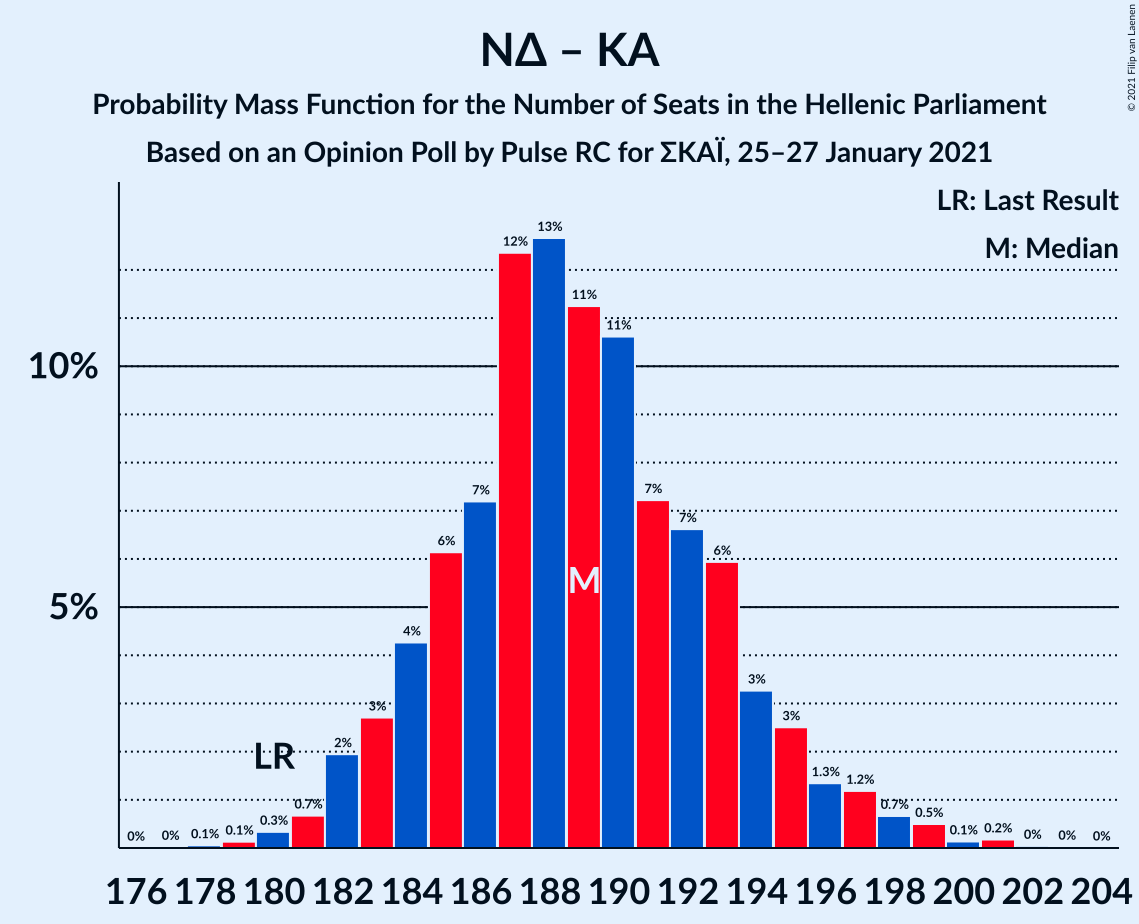 ΝΔ – ΚΑ
Probability Mass Function for the Number of Seats in the Hellenic Parliament
Based on an Opinion Poll by Pulse RC for ΣΚΑΪ, 25–27 January 2021
© 2021 Filip van Laenen
LR: Last Result
M: Median
10%
5%
0% 0% 0.1% 0.1% 0.3% 0.7% 2% 3% 4% 6% 7% 12% 13% 11% 11% 7% 7% 6% 3% 3% 1.3% 1.2% 0.7% 0.5% 0.1% 0.2% 0% 0% 0%
LR
M
176 178 180 182 184 186 188 190 192 194 196 198 200 202 204